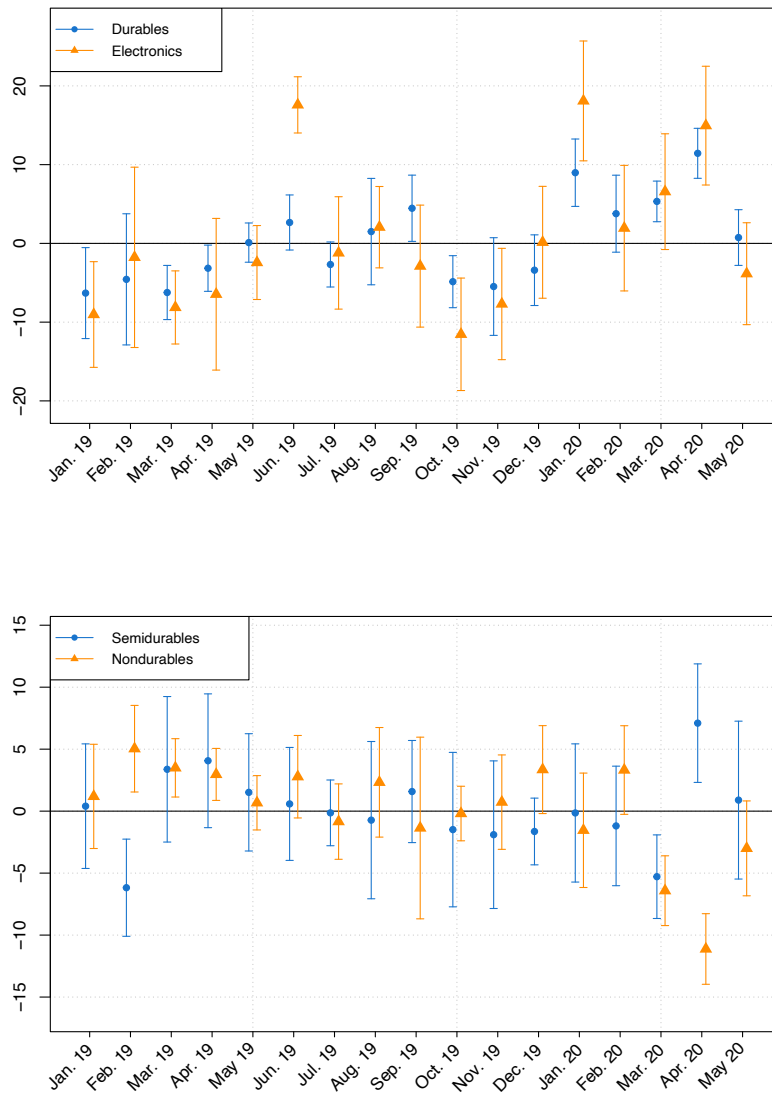 Durables
Electronics
20
10
0
−10
−20
Jan. 19 Feb. 19 Mar. 19 Apr. 19 May 19 Jun. 19 Jul. 19 Aug. 19 Sep. 19 Oct. 19 Nov. 19 Dec. 19 Jan. 20 Feb. 20 Mar. 20 Apr. 20 May 20
Semidurables
Nondurables
15
10
5
0
−5
−10
−15
Jan. 19 Feb. 19 Mar. 19 Apr. 19 May 19 Jun. 19 Jul. 19 Aug. 19 Sep. 19 Oct. 19 Nov. 19 Dec. 19 Jan. 20 Feb. 20 Mar. 20 Apr. 20 May 20